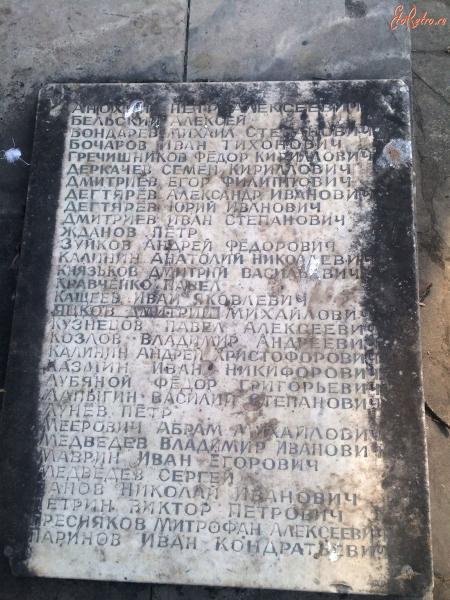 EtoRetro.ru
АНОХИН ПЕТР АЛЕКСЕЕВИЧ
БЕЛЬСКИЙ АЛЕКСЕЙ
БОНДАРЕВ МИХАИЛ СТЕПАНОВИЧ
БОЧАРОВ ИВАН ТИХОНОВИЧ
ГРЕЧИШНИКОВ ФЕДОР КИРИЛЛОВИЧ
ДЕРКАЧЕВ СЕМЕН КИРИЛЛОВИЧ
ДМИТРИЕВ ЕГОР ФИЛИППОВИЧ
ДЕГТЯРЕВ АЛЕКСАНДР ИВАНОВИЧ
ДЕГТЯРЕВ ИВАНОВИЧ
ДМИТРИЕВ ИВАН СТЕПАНОВИЧ
ЖДАНОВ ПЕТР
ЗУЙКОВ АНДРЕЙ ФЕДОРОВИЧ
КАЛИНИН АНАТОЛИЙ НИКОЛАЕВИЧ
КНЯЗЬКОВ ДМИТРИЙ ВАСИЛЬЕВИЧ
КРАВЧЕНКО ПАВЕЛ
КАЩЕЕВ ИВАН ЯКОВЛЕВИЧ
ДМИТРИЙ МИХАЙЛОВИЧ
КУЗНЕЦОВ ПАВЕЛ АЛЕКСЕЕВИЧ
КОЗЛОВ ВЛАДИМИР АНДРЕЕВИЧ
КАЛИНИН АНДРЕЙ ХРИСТОФОРОВИЧ
КАЗМИН ИВАН НИКИФОРОВИЧ
ЛУБЯНОЙ ФЕДОР ГРИГОРЬЕВИЧ
ЛАПЫГИН ВАСИЛИЙ СТЕПАНОВИЧ
ЛУНЕВ ПЕТР
МЕЕРОВИЧ АБРАМ МИХАЙЛОВИЧ
МЕДВЕДЕВ ВЛАДИМИР ИВАНОВИЧ
МАВРИН ИВАН ЕГОРОВИЧ
МЕДВЕДЕВ СЕРГЕЙ
НИКОЛАЙ ИВАНОВИЧ
ВИКТОР ПЕТРОВИЧ
ПРЕСНЯКОВ МИТРОФАН АЛЕКСЕЕВИЧ
ПАРИНОВ ИВАН КОНДРАТЬЕВИЧ